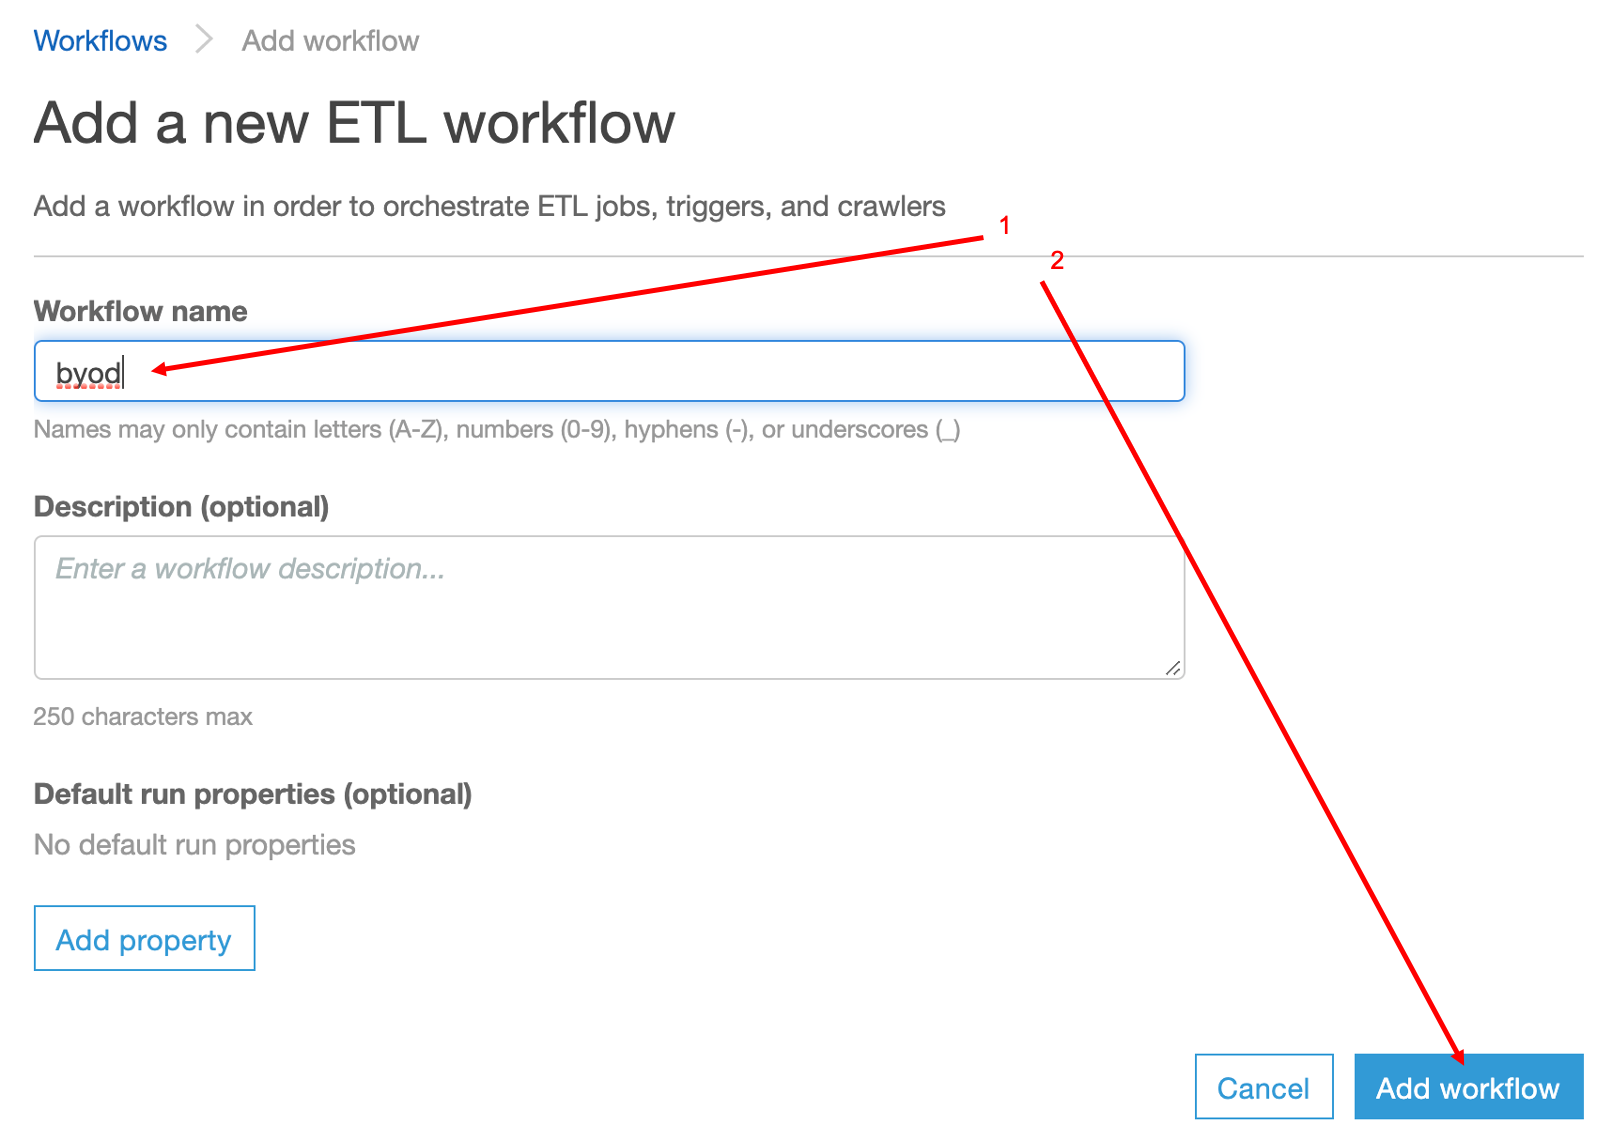 Workflows > Add workflow
Add a new ETL workflow
Add a workflow in order to orchestrate ETL jobs, triggers, and crawlers
1
2
Workflow name
byod
Names may only contain letters (A-Z), numbers (0-9), hyphens (-), or underscores (_)
Description (optional)
Enter a workflow description...
250 characters max
Default run properties (optional)
No default run properties
Add property
Cancel Add workflow